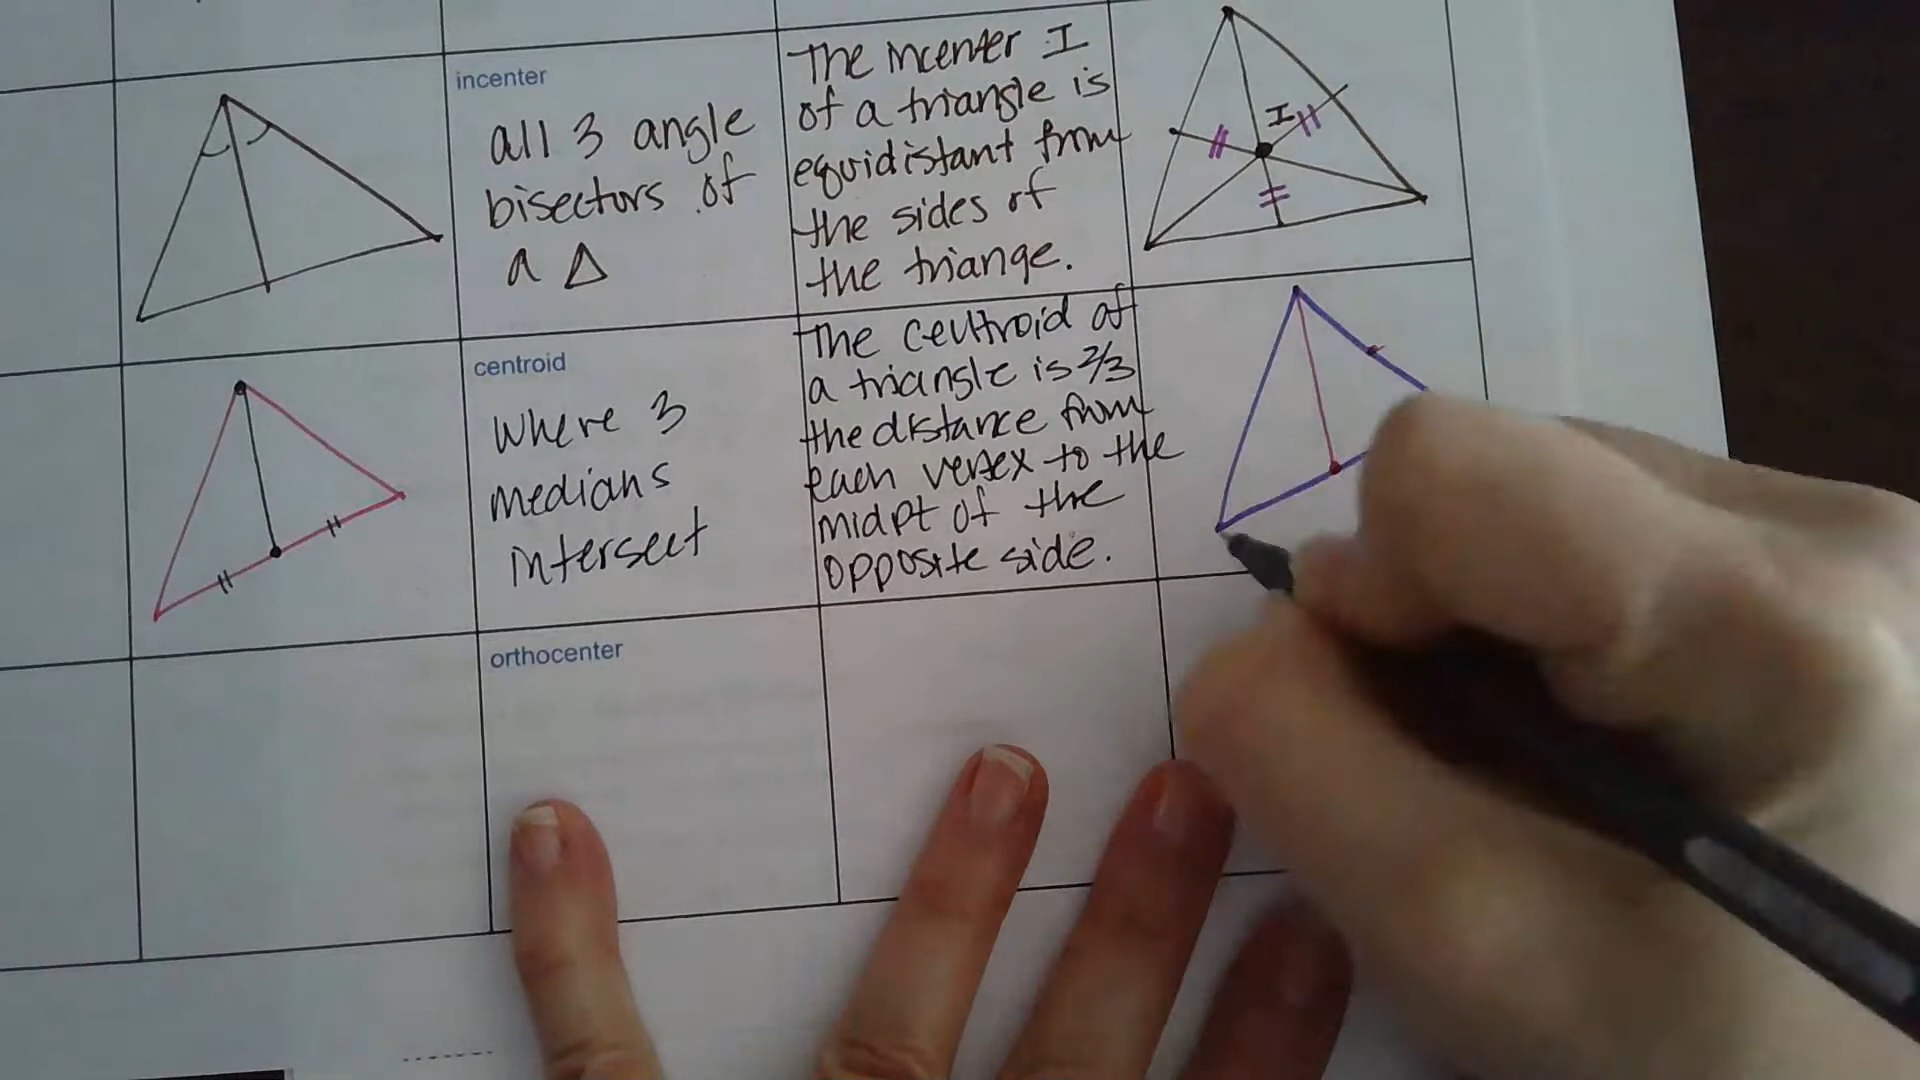 incenter
all 3 angle
bisectors of
a Δ
The incenter I
of a triangle is
equidistant from
the sides of
the triange.
I
centroid
where 3
medians
intersect
The centroid of
a triangle is 2/3
the distance from
each vertex to the
midpt of the
opposite side.
orthocenter